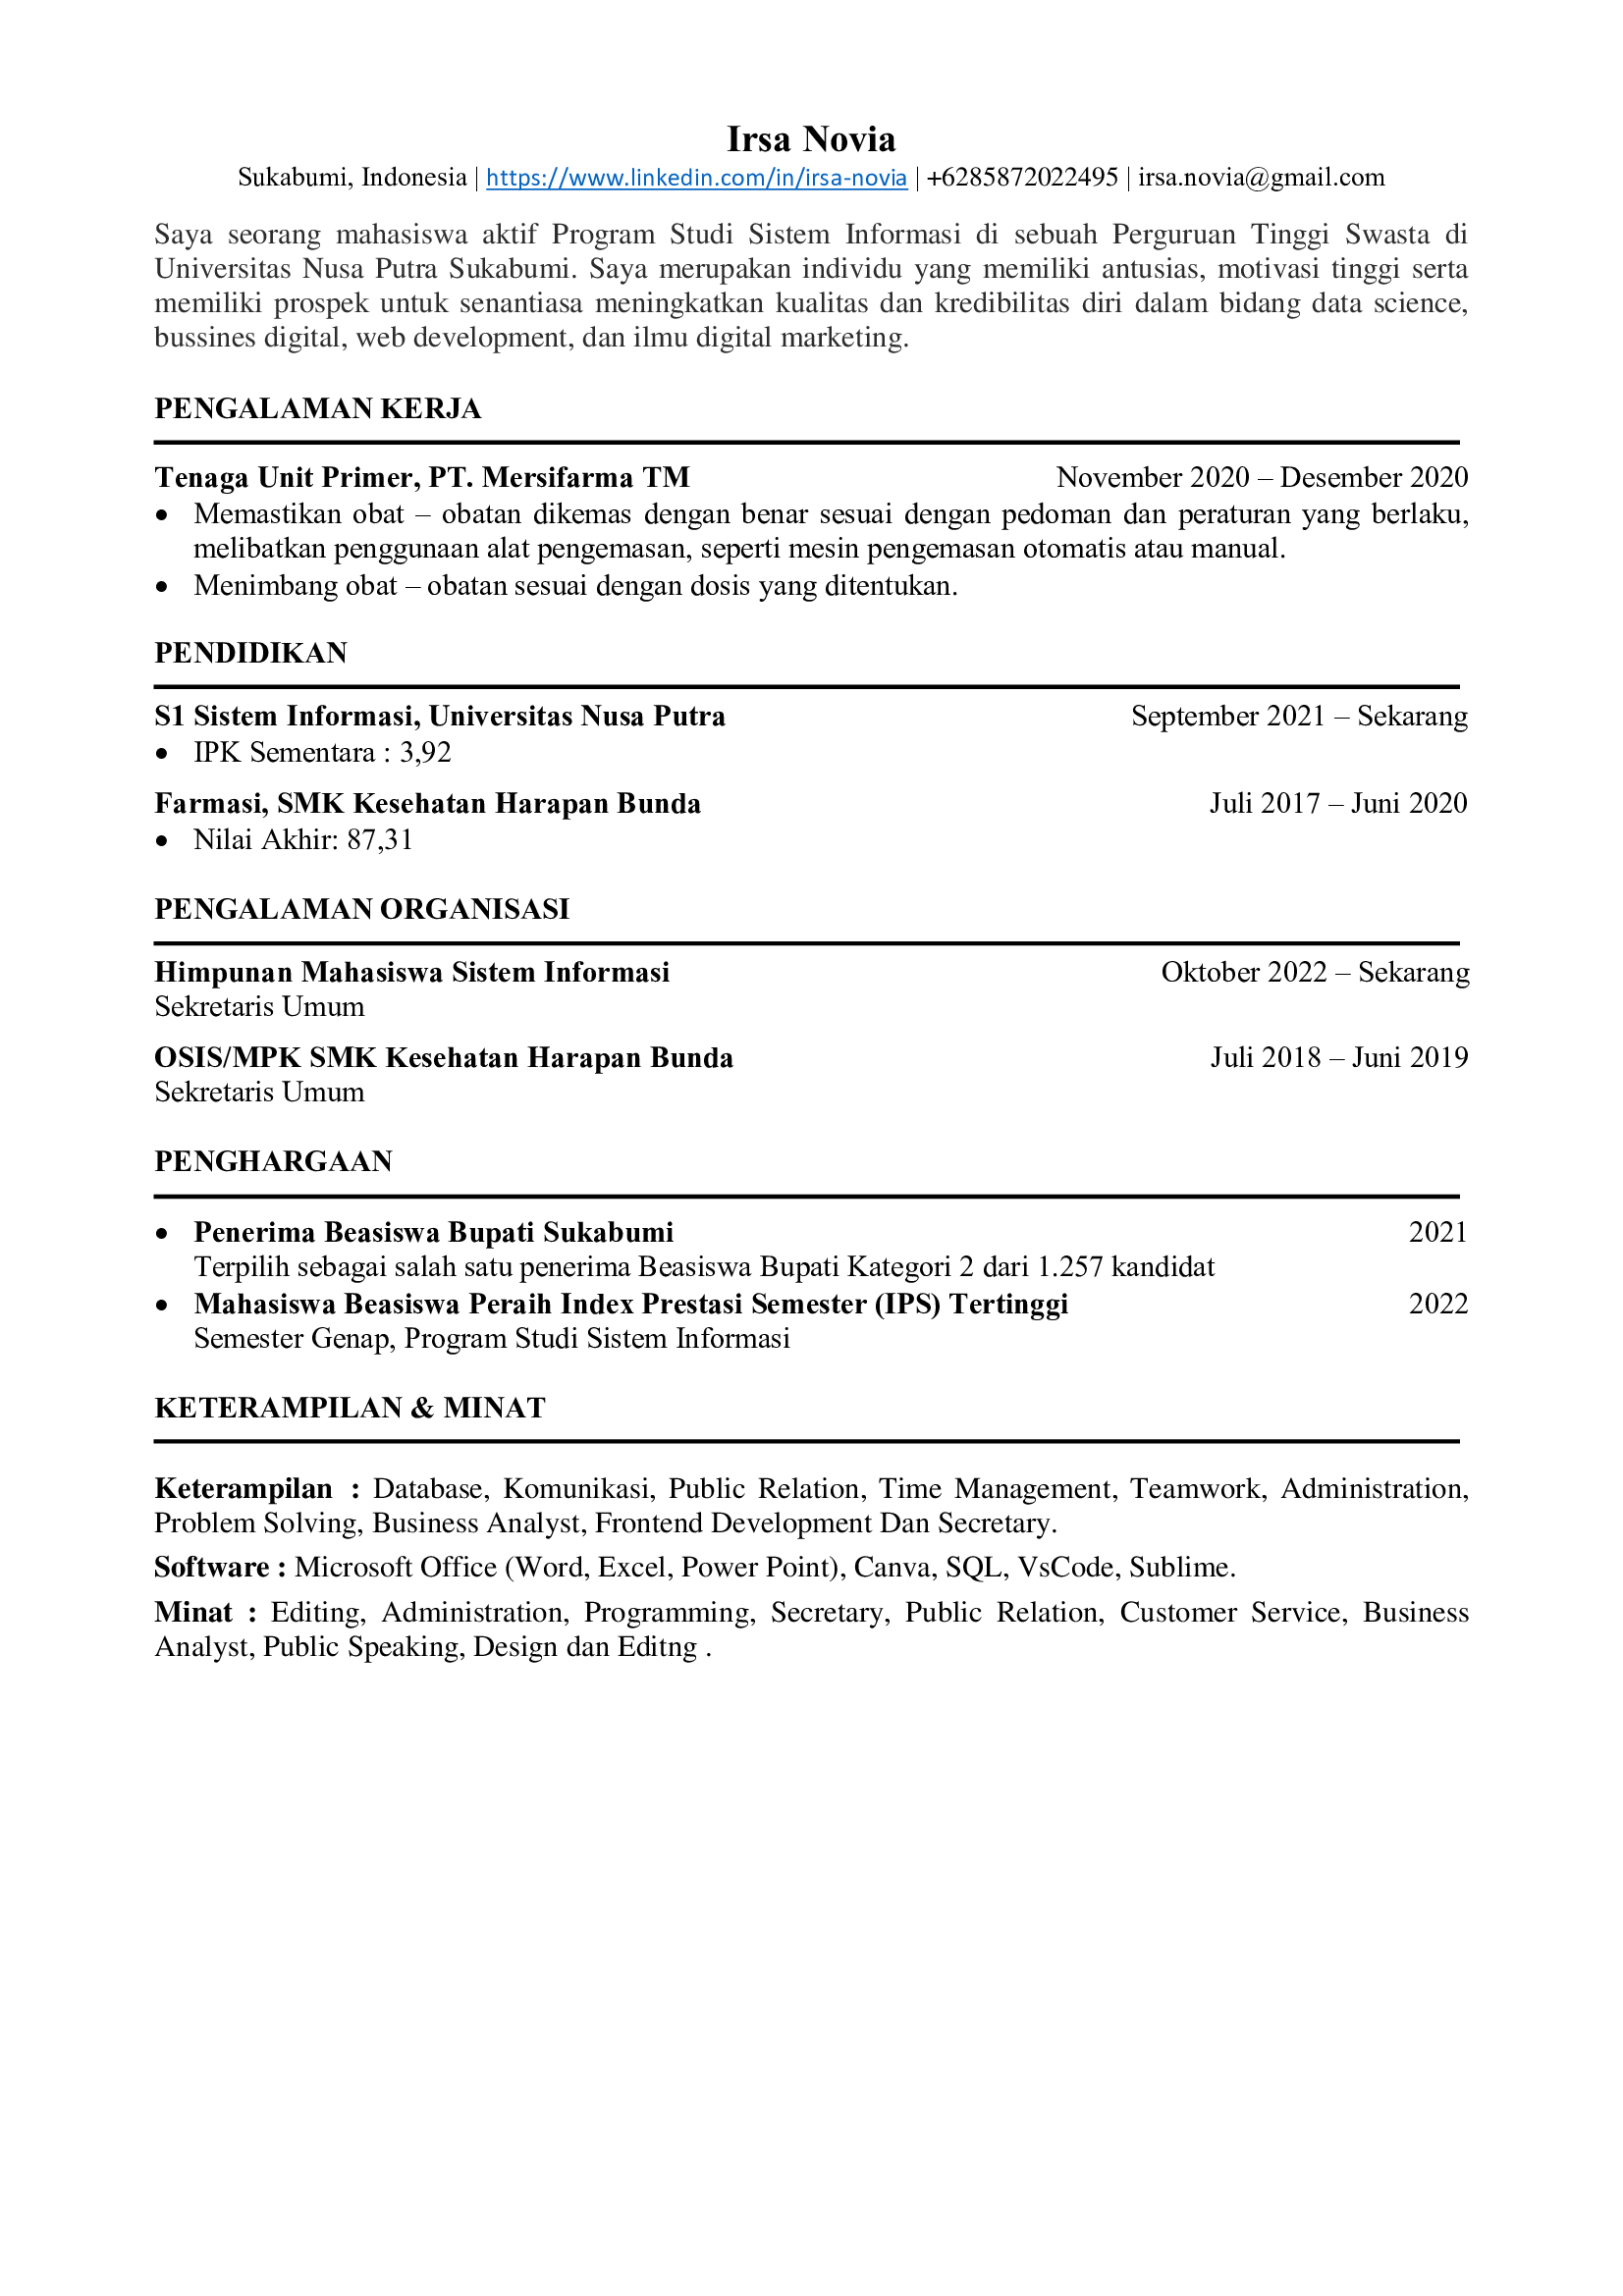 Irsa Novia
Sukabumi, Indonesia | https://www.linkedin.com/in/irsa-novia | +6285872022495 | irsa.novia@gmail.com
Saya seorang mahasiswa aktif Program Studi Sistem Informasi di sebuah Perguruan Tinggi Swasta di
Universitas Nusa Putra Sukabumi. Saya merupakan individu yang memiliki antusias, motivasi tinggi serta
memiliki prospek untuk senantiasa meningkatkan kualitas dan kredibilitas diri dalam bidang data science,
bussines digital, web development, dan ilmu digital marketing.
PENGALAMAN KERJA
Tenaga Unit Primer, PT. Mersifarma TM November 2020 – Desember 2020
• Memastikan obat – obatan dikemas dengan benar sesuai dengan pedoman dan peraturan yang berlaku,
melibatkan penggunaan alat pengemasan, seperti mesin pengemasan otomatis atau manual.
• Menimbang obat – obatan sesuai dengan dosis yang ditentukan.
PENDIDIKAN
S1 Sistem Informasi, Universitas Nusa Putra September 2021 – Sekarang
• IPK Sementara : 3,92
Farmasi, SMK Kesehatan Harapan Bunda Juli 2017 – Juni 2020
• Nilai Akhir: 87,31
PENGALAMAN ORGANISASI
Himpunan Mahasiswa Sistem Informasi Oktober 2022 – Sekarang
Sekretaris Umum
OSIS/MPK SMK Kesehatan Harapan Bunda Juli 2018 – Juni 2019
Sekretaris Umum
PENGHARGAAN
• Penerima Beasiswa Bupati Sukabumi 2021
Terpilih sebagai salah satu penerima Beasiswa Bupati Kategori 2 dari 1.257 kandidat
• Mahasiswa Beasiswa Peraih Index Prestasi Semester (IPS) Tertinggi 2022
Semester Genap, Program Studi Sistem Informasi
KETERAMPILAN & MINAT
Keterampilan : Database, Komunikasi, Public Relation, Time Management, Teamwork, Administration,
Problem Solving, Business Analyst, Frontend Development Dan Secretary.
Software : Microsoft Office (Word, Excel, Power Point), Canva, SQL, VsCode, Sublime.
Minat : Editing, Administration, Programming, Secretary, Public Relation, Customer Service, Business
Analyst, Public Speaking, Design dan Editng .